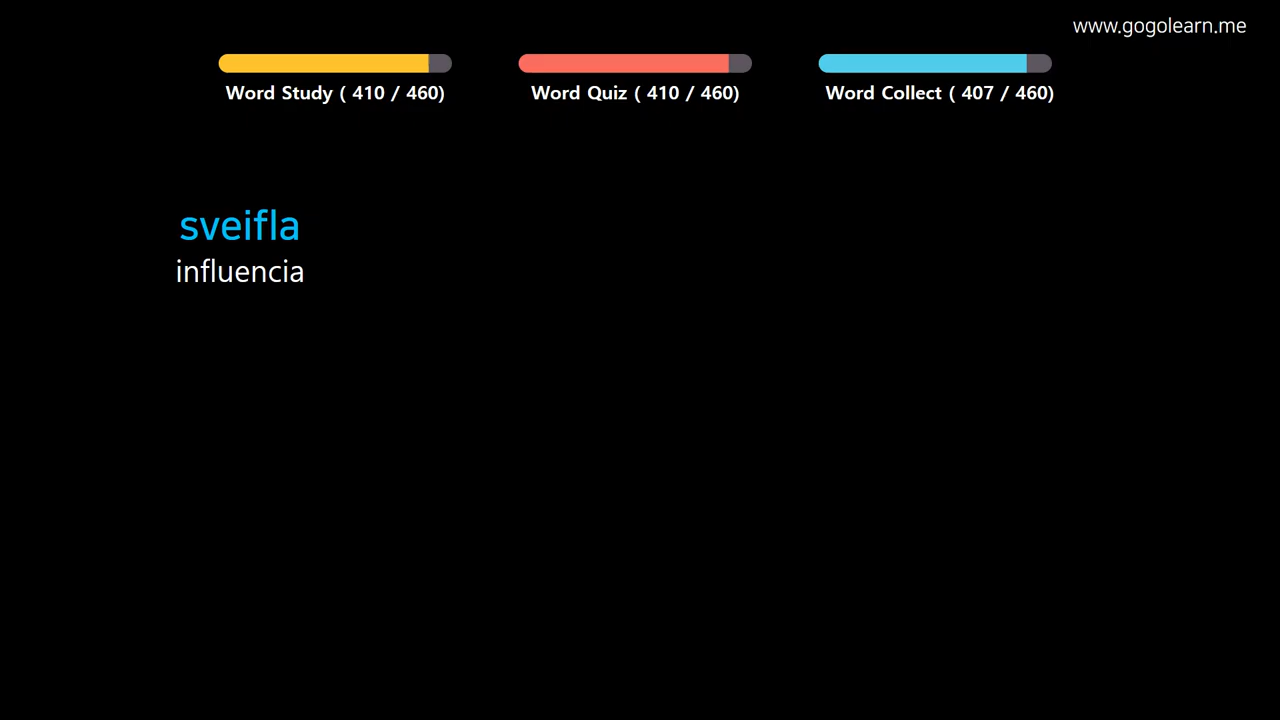 www.gogolearn.me
Word Study ( 410 / 460)
Word Quiz ( 410 / 460)
Word Collect ( 407 / 460)
sveifla
influencia